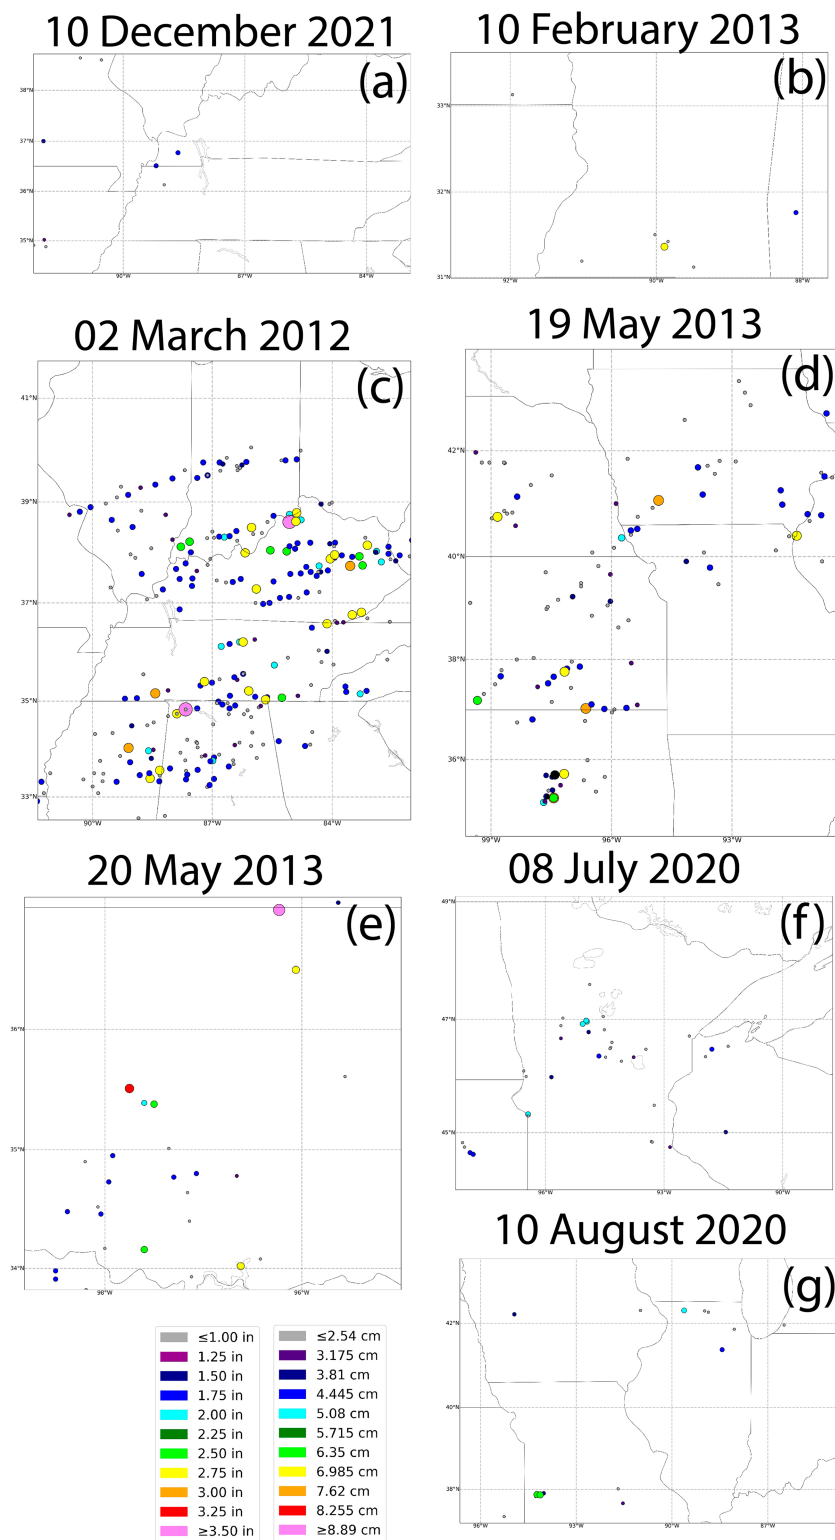 10 December 2021
(a)
38°N
37°N
36°N
35°N
90°W 87°W 84°W
10 February 2013
(b)
33°N
32°N
31°N
92°W 90°W 88°W
02 March 2012
(c)
41°N
39°N
37°N
35°N
33°N
90°W 87°W 84°W
19 May 2013
(d)
42°N
40°N
38°N
36°N
99°W 96°W 93°W
20 May 2013
(e)
36°N
35°N
34°N
98°W 96°W
08 July 2020
(f)
49°N
47°N
45°N
96°W 93°W 90°W
10 August 2020
(g)
42°N
40°N
38°N
96°W 93°W 90°W 87°W
≤1.00 in
1.25 in
1.50 in
1.75 in
2.00 in
2.25 in
2.50 in
2.75 in
3.00 in
3.25 in
≥3.50 in
≤2.54 cm
3.175 cm
3.81 cm
4.445 cm
5.08 cm
5.715 cm
6.35 cm
6.985 cm
7.62 cm
8.255 cm
≥8.89 cm